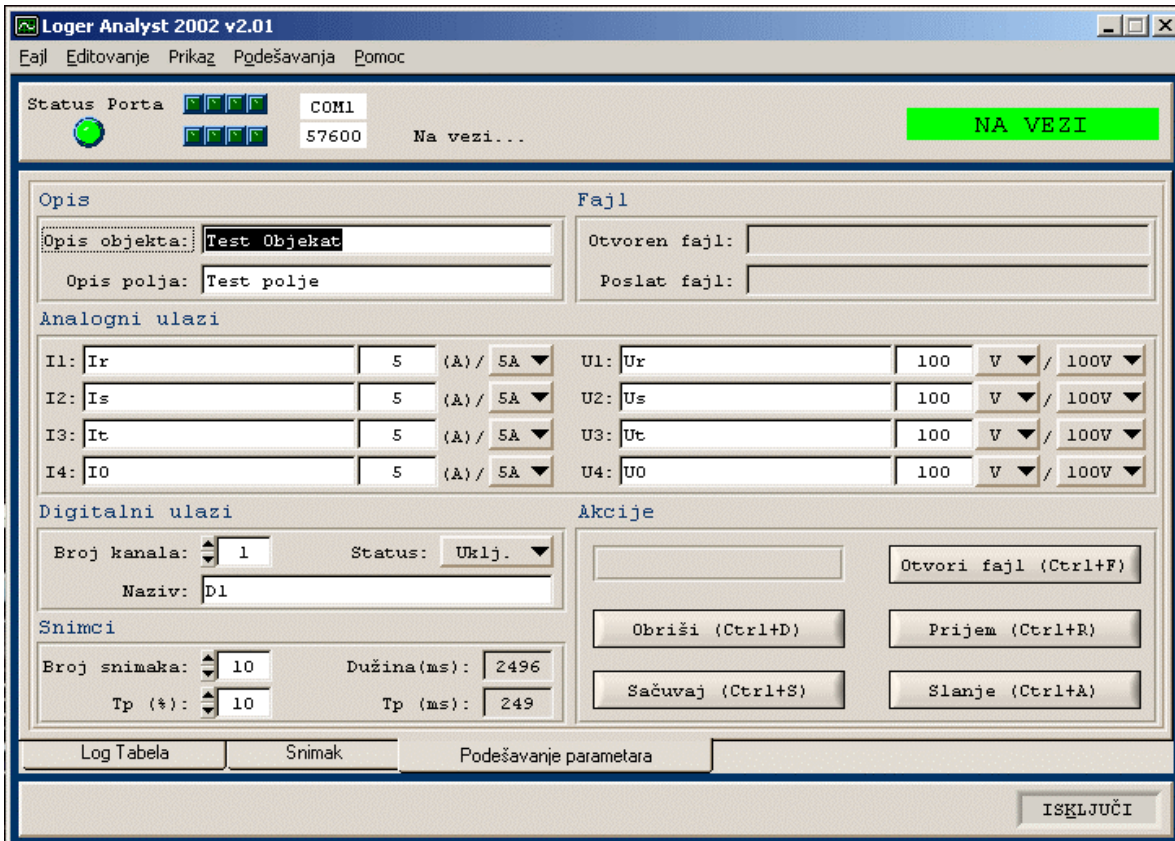 Loger Analyst 2002 v2.01
Fajl Editovanje Prikaz Podešavanja Pomoc
Status Porta COM1
57600 Na vezi... NA VEZI
Opis Fajl
Opis objekta: Test Objekat Otvoren fajl:
Opis polja: Test polje Poslat fajl:
Analogni ulazi
I1: Ir 5 (A)/ 5A U1: Ur 100 V / 100V
I2: Is 5 (A)/ 5A U2: Us 100 V / 100V
I3: It 5 (A)/ 5A U3: Ut 100 V / 100V
I4: I0 5 (A)/ 5A U4: U0 100 V / 100V
Digitalni ulazi Akcije
Broj kanala: 1 Status: Uklj. Otvori fajl (Ctrl+F)
Naziv: D1
Snimci Obriši (Ctrl+D) Prijem (Ctrl+R)
Broj snimaka: 10 Dužina(ms): 2496
Tp (%): 10 Tp (ms): 249 Sačuvaj (Ctrl+S) Slanje (Ctrl+A)
Log Tabela Snimak Podešavanje parametara
ISKLJUČI